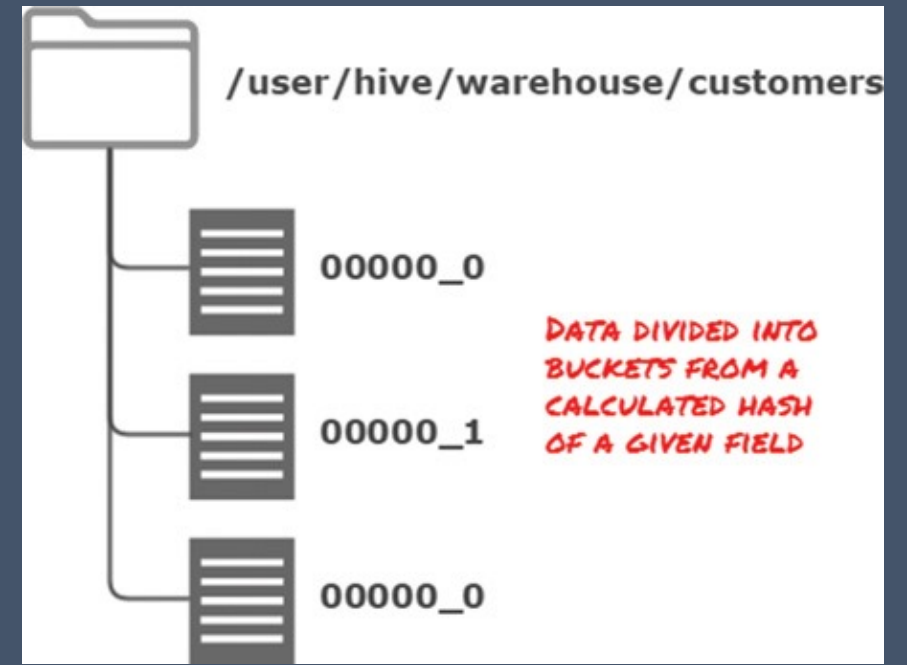 /user/hive/warehouse/customers
00000_0
DATA DIVIDED INTO
BUCKETS FROM A
CALCULATED HASH
OF A GIVEN FIELD
00000_1
00000_0